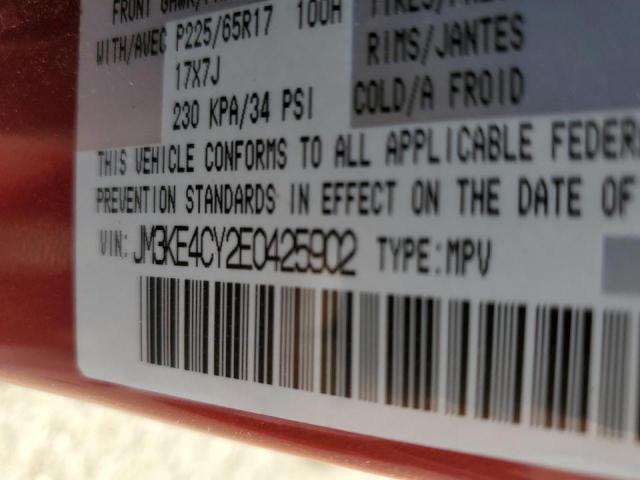 FRONT
WITH/AVEC P225/65R17 100H
17X7J
230 KPA/34 PSI
RIMS/JANTES
COLD/A FROID
THIS VEHICLE CONFORMS TO ALL APPLICABLE FEDER
PREVENTION STANDARDS IN EFFECT ON THE DATE OF
VIN: JM3KE4CY2E0425902 TYPE:MPV